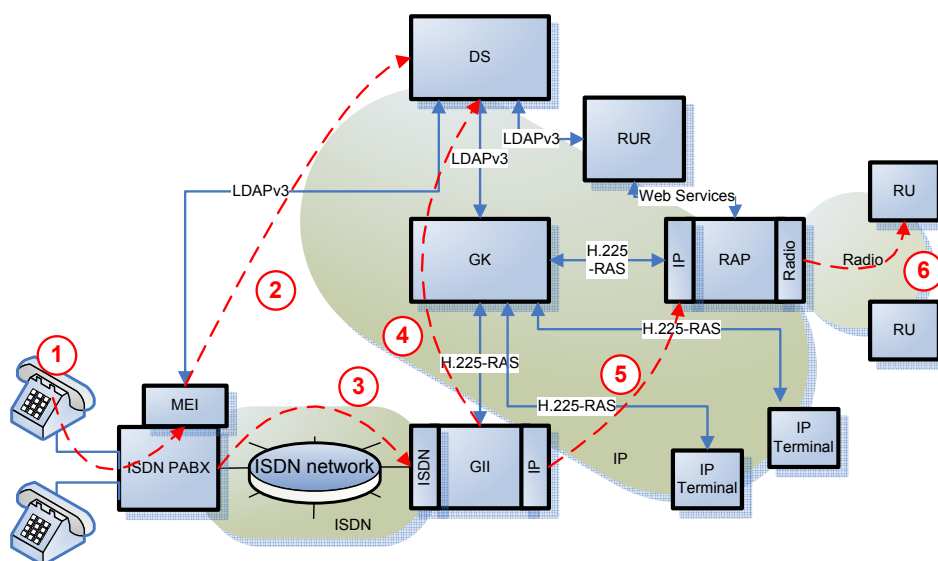 DS
LDAPv3
RUR
LDAPv3
LDAPv3
Web Services
RU
2
GK
H.225
-RAS
IP
RAP
Radio
Radio
6
1
4
H.225-RAS
RU
3
H.225-RAS
5
MEI
H.225-RAS
IP
Terminal
ISDN PABX
ISDN network
ISDN
GII
IP
IP
IP
Terminal
ISDN